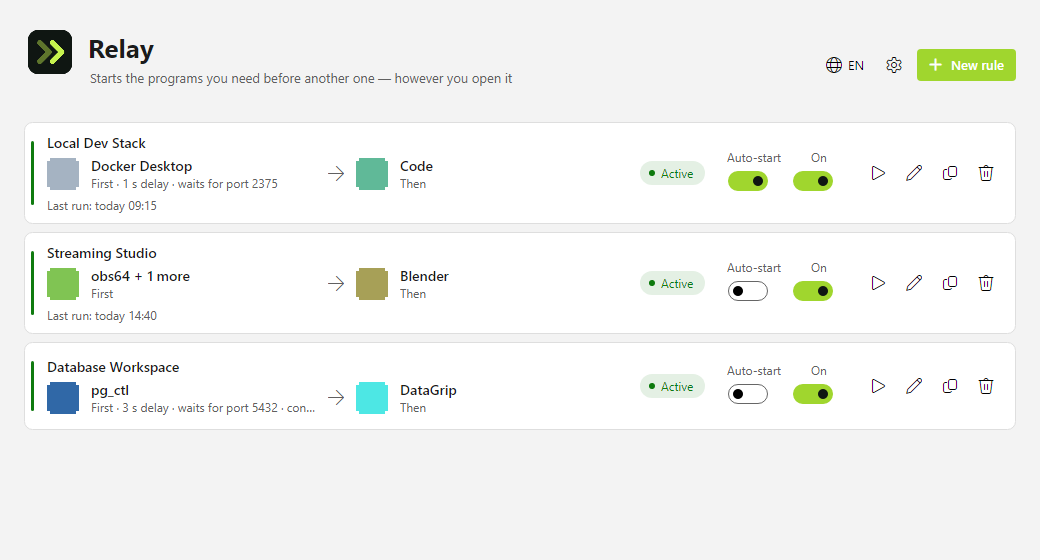 Relay
Starts the programs you need before another one — however you open it
EN
New rule
Local Dev Stack
Docker Desktop
First · 1 s delay · waits for port 2375
Code
Then
Active
Auto-start
On
Last run: today 09:15
Streaming Studio
obs64 + 1 more
First
Blender
Then
Active
Auto-start
On
Last run: today 14:40
Database Workspace
pg_ctl
First · 3 s delay · waits for port 5432 · con...
DataGrip
Then
Active
Auto-start
On